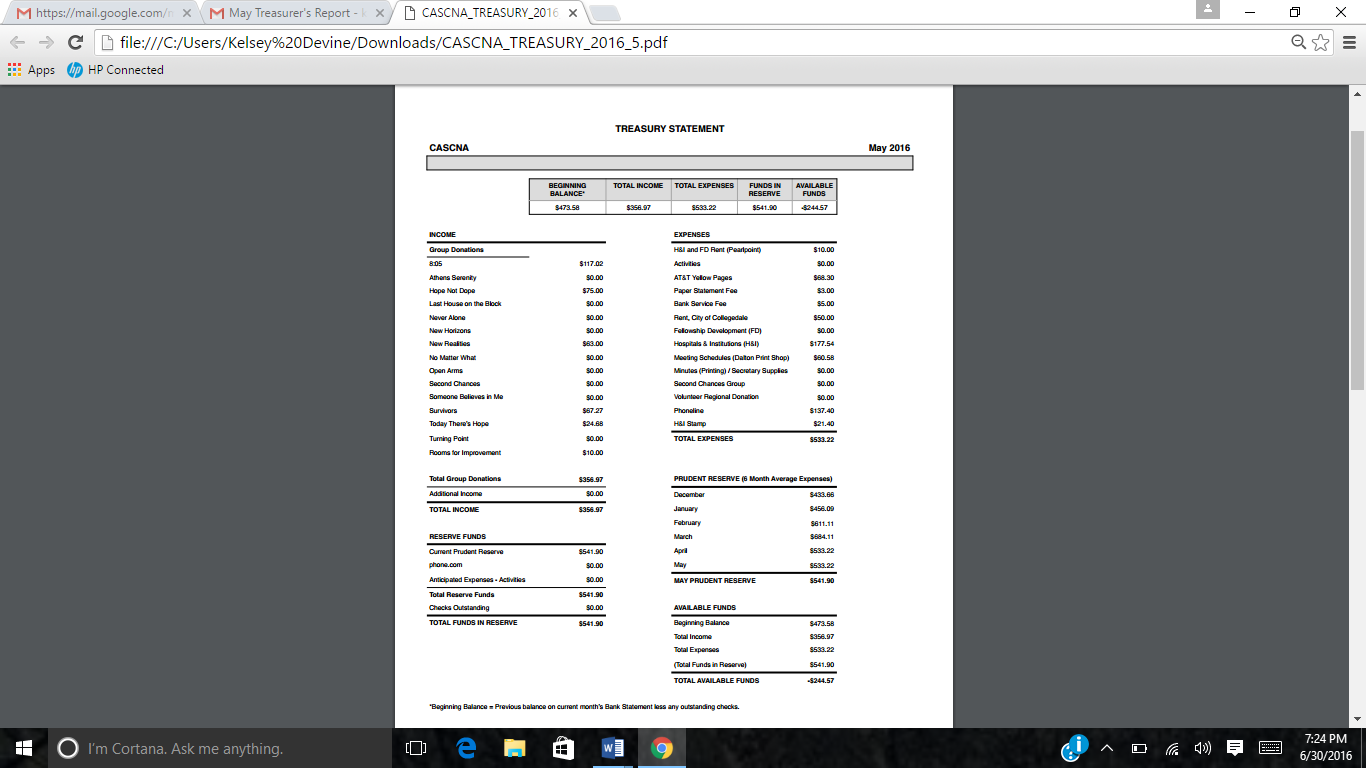 https://mail.google.com/
May Treasurer's Report -
CASCNA_TREASURY_2016
file:///C:/Users/Kelsey%20Devine/Downloads/CASCNA_TREASURY_2016_5.pdf
Apps
HP Connected
TREASURY STATEMENT
CASCNA May 2016
BEGINNING BALANCE* TOTAL INCOME TOTAL EXPENSES FUNDS IN RESERVE AVAILABLE FUNDS
$473.58 $356.97 $533.22 $541.90 -$244.57
INCOME
Group Donations
8:05 $117.02
Athens Serenity $0.00
Hope Not Dope $75.00
Last House on the Block $0.00
Never Alone $0.00
New Horizons $0.00
New Realities $63.00
No Matter What $0.00
Open Arms $0.00
Second Chances $0.00
Someone Believes in Me $0.00
Survivors $67.27
Today There's Hope $24.68
Turning Point $0.00
Rooms for Improvement $10.00
Total Group Donations $356.97
Additional Income $0.00
TOTAL INCOME $356.97
RESERVE FUNDS
Current Prudent Reserve $541.90
phone.com $0.00
Anticipated Expenses - Activities $0.00
Total Reserve Funds $541.90
Checks Outstanding $0.00
TOTAL FUNDS IN RESERVE $541.90
EXPENSES
H&I and FD Rent (Pearlpoint) $10.00
Activities $0.00
AT&T Yellow Pages $68.30
Paper Statement Fee $3.00
Bank Service Fee $5.00
Rent, City of Collegedale $50.00
Fellowship Development (FD) $0.00
Hospitals & Institutions (H&I) $177.54
Meeting Schedules (Dalton Print Shop) $60.58
Minutes (Printing) / Secretary Supplies $0.00
Second Chances Group $0.00
Volunteer Regional Donation $0.00
Phoneline $137.40
H&I Stamp $21.40
TOTAL EXPENSES $533.22
PRUDENT RESERVE (6 Month Average Expenses)
December $433.66
January $456.09
February $611.11
March $684.11
April $533.22
May $533.22
MAY PRUDENT RESERVE $541.90
AVAILABLE FUNDS
Beginning Balance $473.58
Total Income $356.97
Total Expenses $533.22
(Total Funds in Reserve) $541.90
TOTAL AVAILABLE FUNDS -$244.57
*Beginning Balance = Previous balance on current month's Bank Statement less any outstanding checks.
I'm Cortana. Ask me anything.
7:24 PM
6/30/2016